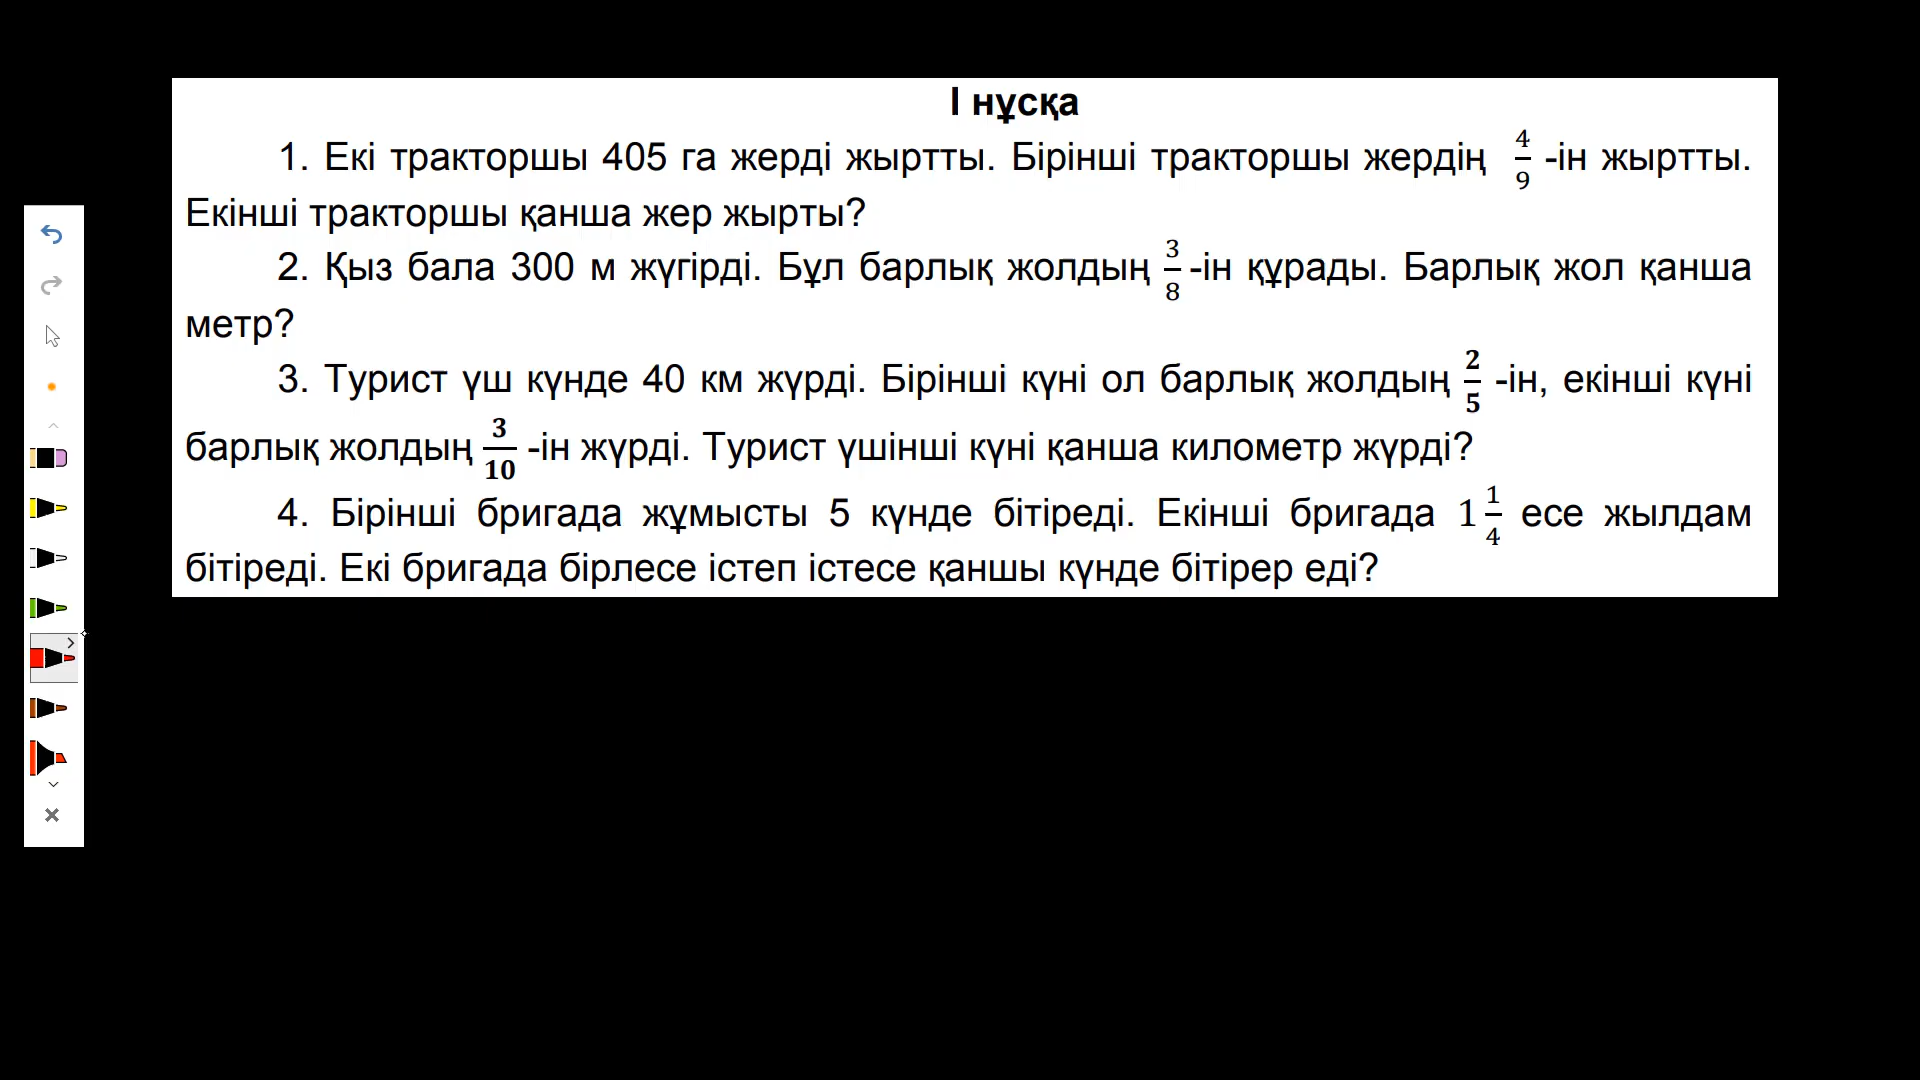 І нұсқа
1. Екі тракторшы 405 га жерді жыртты. Бірінші тракторшы жердің 4/9 -ін жыртты.
Екінші тракторшы қанша жер жырты?
2. Қыз бала 300 м жүгірді. Бұл барлық жолдың 3/8 -ін құрады. Барлық жол қанша
метр?
3. Турист үш күнде 40 км жүрді. Бірінші күні ол барлық жолдың 2/5 -ін, екінші күні
барлық жолдың 3/10 -ін жүрді. Турист үшінші күні қанша километр жүрді?
4. Бірінші бригада жұмысты 5 күнде бітіреді. Екінші бригада 1 1/4 есе жылдам
бітіреді. Екі бригада бірлесе істеп істесе қаншы күнде бітірер еді?